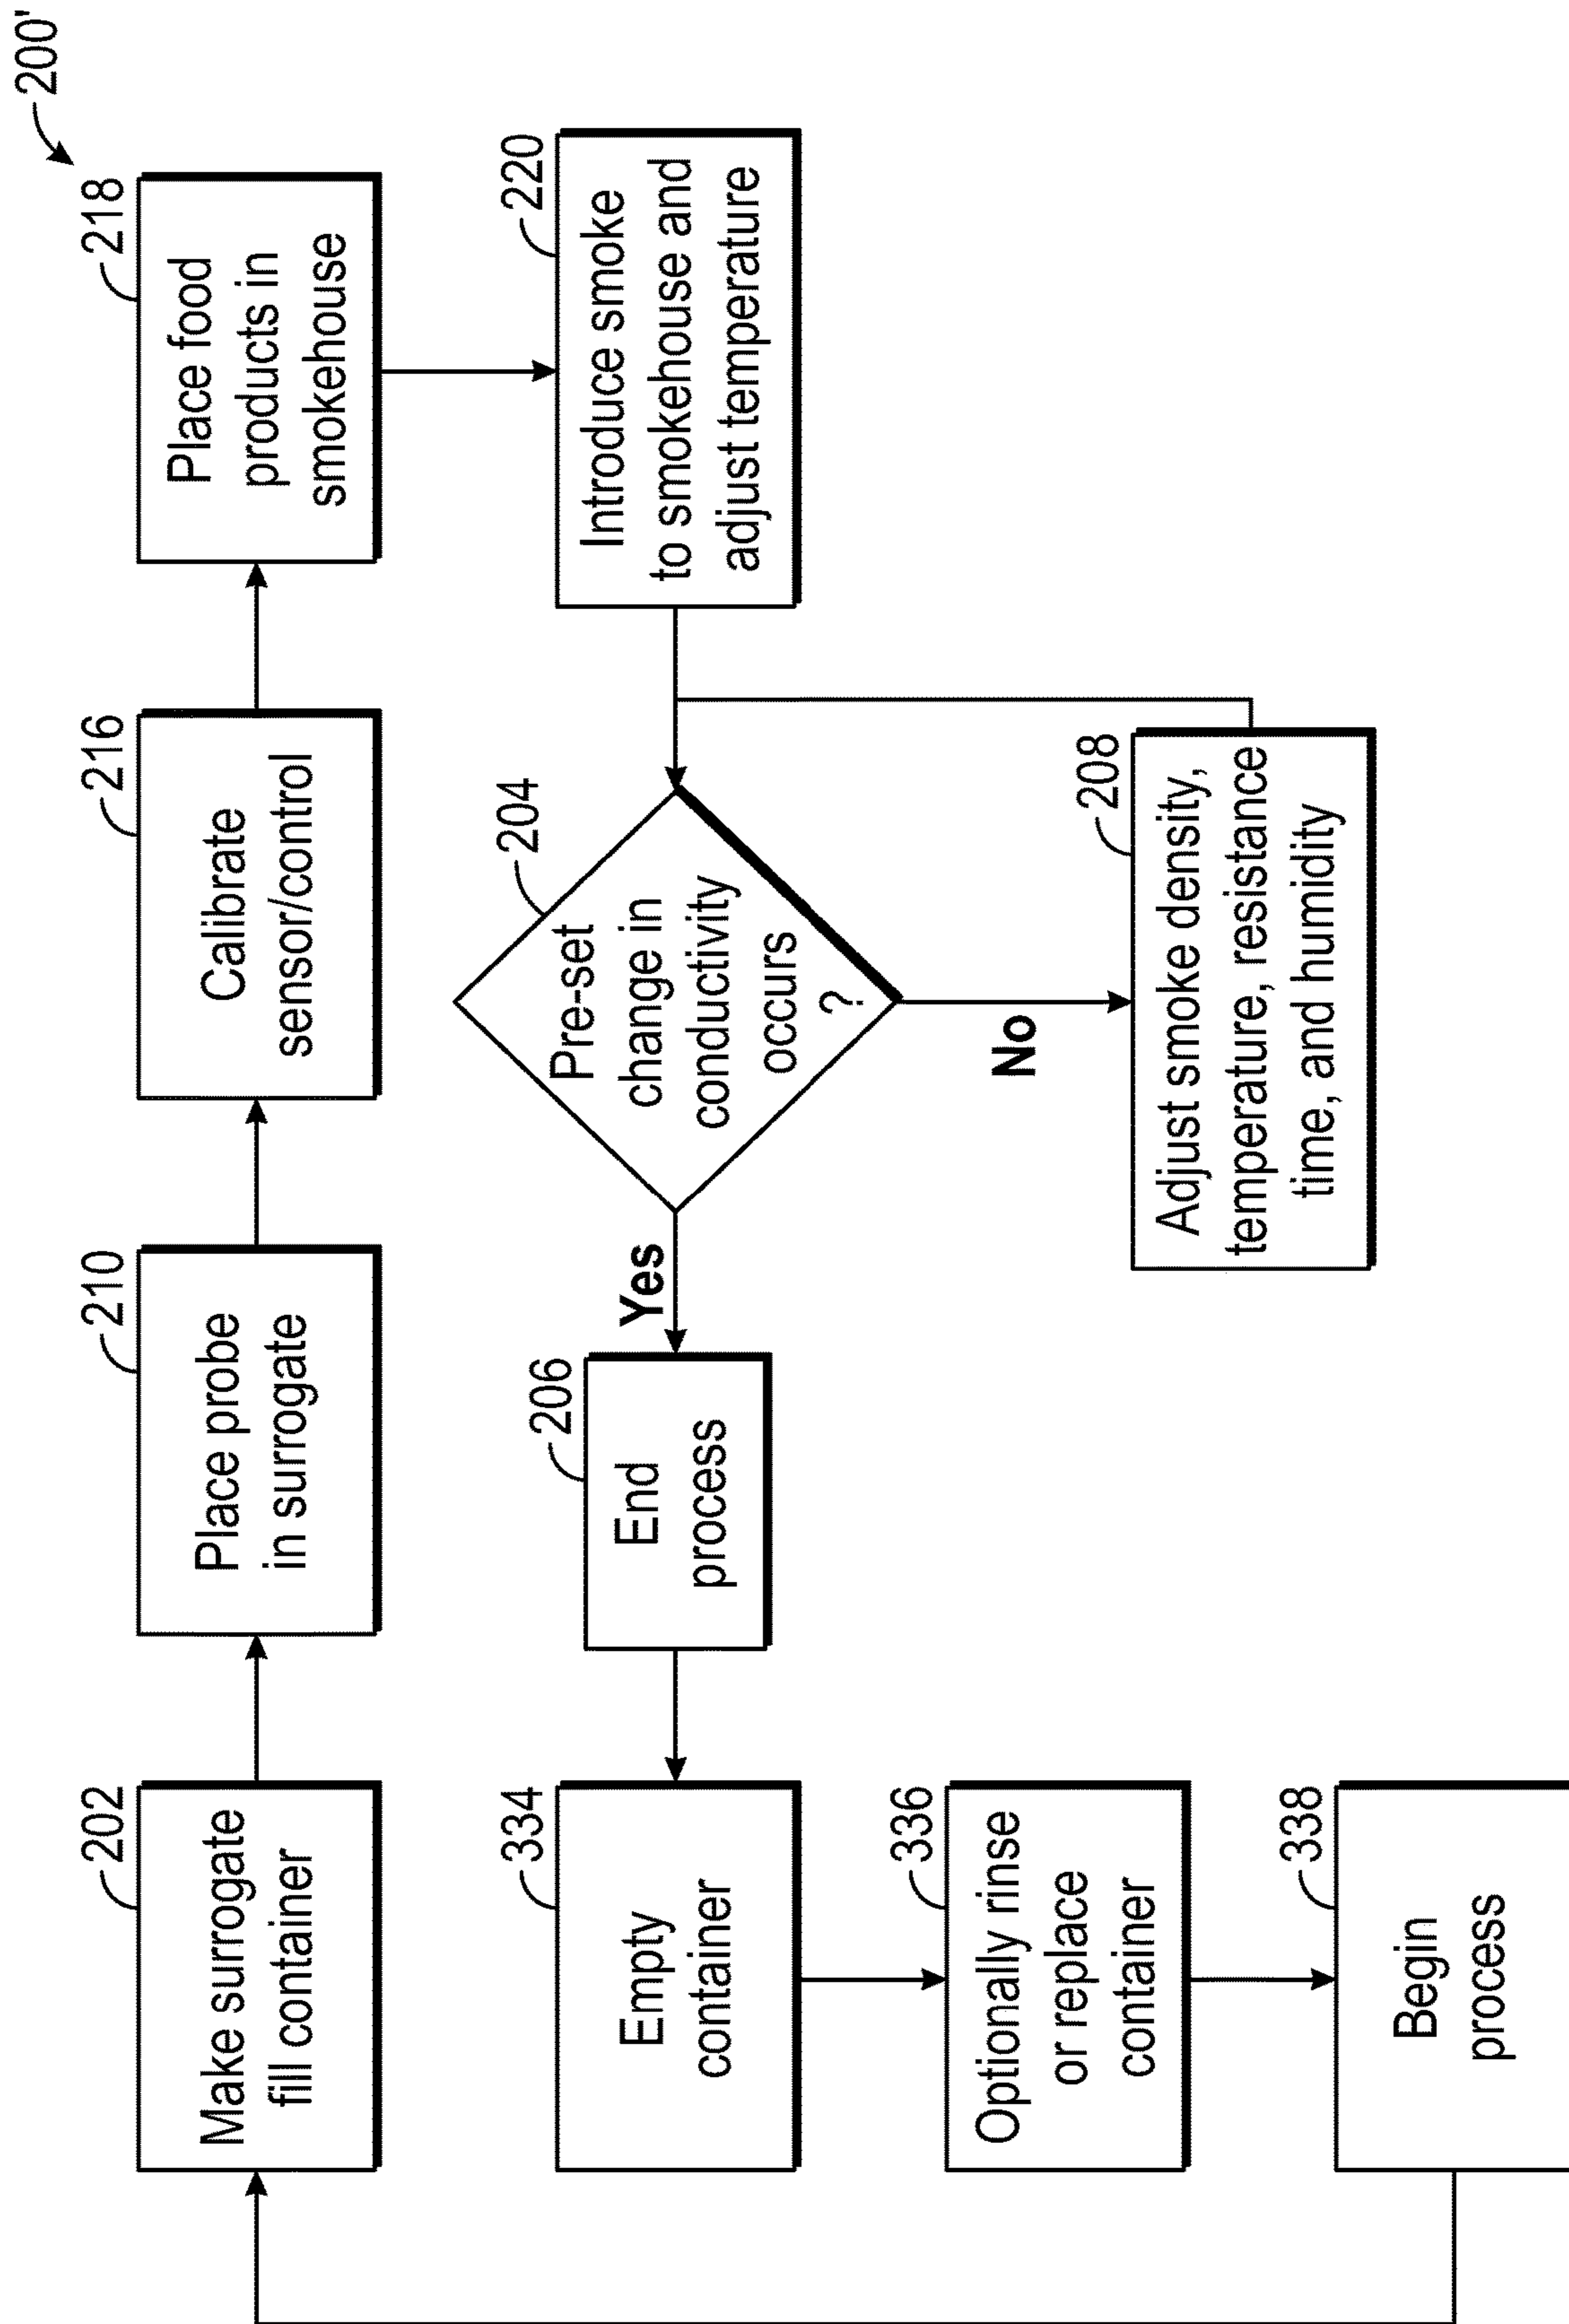 200'
202
Make surrogate
fill container
210
Place probe
in surrogate
216
Calibrate
sensor/control
218
Place food
products in
smokehouse
220
Introduce smoke
to smokehouse and
adjust temperature
204
Pre-set
change in
conductivity
occurs
?
Yes
No
208
Adjust smoke density,
temperature, resistance
time, and humidity
206
End
process
334
Empty
container
336
Optionally rinse
or replace
container
338
Begin
process